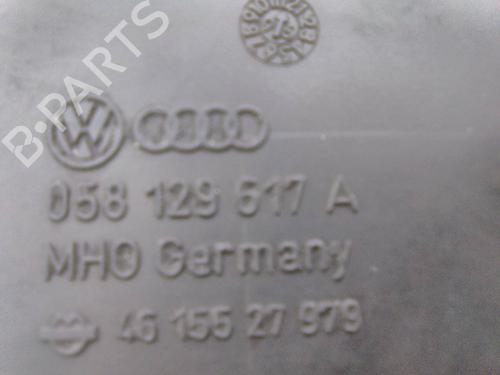 B-PARTS
058 129 617 A
MHO Germany
46 155 27 979